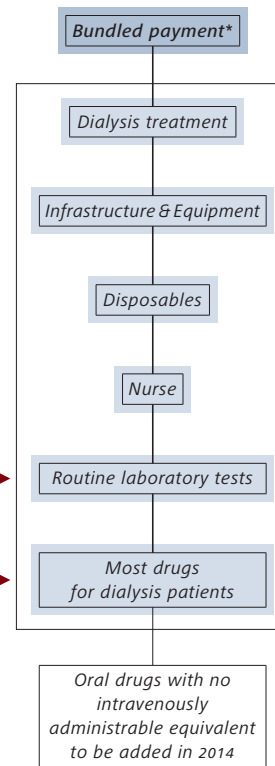 Bundled payment*
Dialysis treatment
Infrastructure & Equipment
Disposables
Nurse
Routine laboratory tests
Most drugs
for dialysis patients
Oral drugs with no
intravenously
administrable equivalent
to be added in 2014